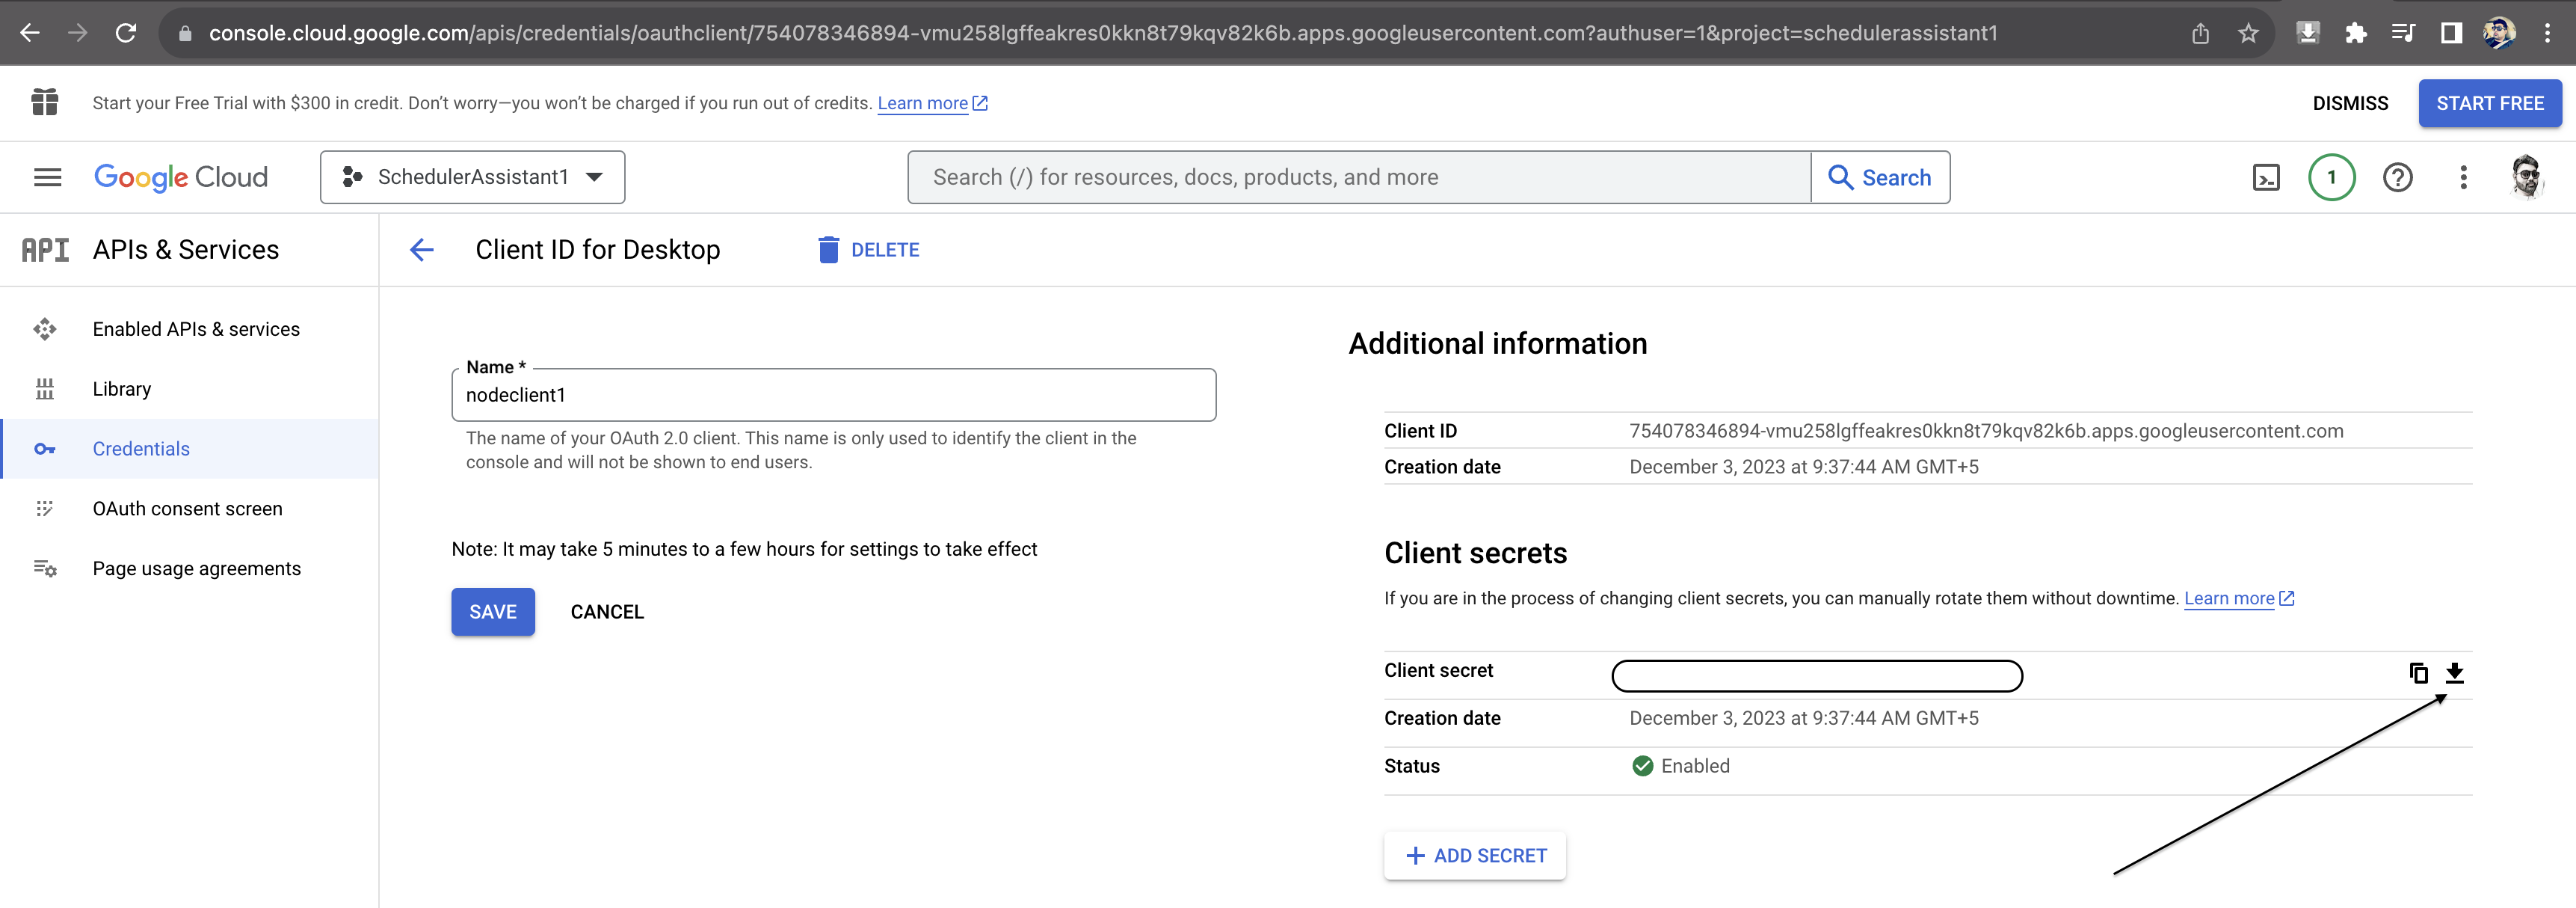 console.cloud.google.com/apis/credentials/oauthclient/754078346894-vmu258lgffeakres0kkn8t79kqv82k6b.apps.googleusercontent.com?authuser=1&project=schedulerassistant1
Start your Free Trial with $300 in credit. Don’t worry—you won’t be charged if you run out of credits. Learn more
DISMISS
START FREE
Google Cloud
SchedulerAssistant1
Search (/) for resources, docs, products, and more
Search
1
API
APIs & Services
Client ID for Desktop
DELETE
Enabled APIs & services
Library
Credentials
OAuth consent screen
Page usage agreements
Name *
nodeclient1
The name of your OAuth 2.0 client. This name is only used to identify the client in the
console and will not be shown to end users.
Note: It may take 5 minutes to a few hours for settings to take effect
SAVE
CANCEL
Additional information
Client ID 754078346894-vmu258lgffeakres0kkn8t79kqv82k6b.apps.googleusercontent.com
Creation date December 3, 2023 at 9:37:44 AM GMT+5
Client secrets
If you are in the process of changing client secrets, you can manually rotate them without downtime. Learn more
Client secret
Creation date December 3, 2023 at 9:37:44 AM GMT+5
Status Enabled
+ ADD SECRET